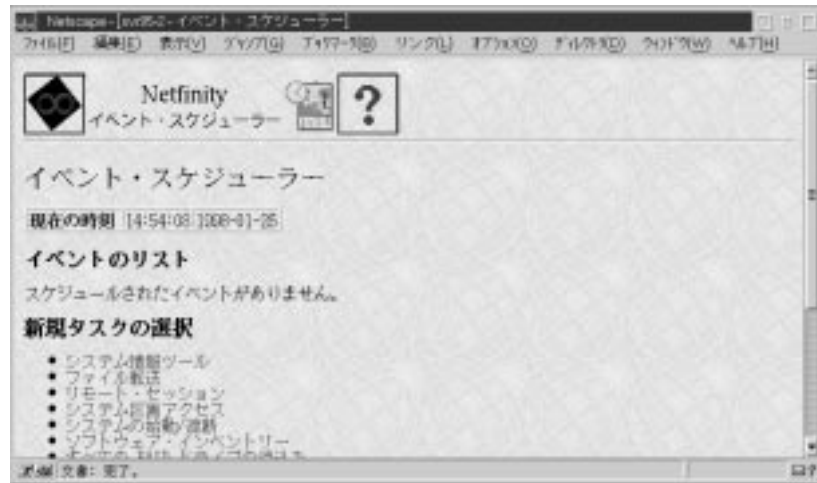 Netscape - [svr95-2 - イベント・スケジューラー]
ファイル(F) 編集(E) 表示(V) ジャンプ(G) ブックマーク(B) リンク(L) オプション(O) ディレクトリ(D) ウィンドウ(W) ヘルプ(H)
Netfinity
イベント・スケジューラー
?
イベント・スケジューラー
現在の時刻 14:54:08 1998-01-25
イベントのリスト
スケジュールされたイベントがありません。
新規タスクの選択
システム情報ツール
ファイル転送
リモート・セッション
システム区画アクセス
システムの始動/遮断
ソフトウェア・インベントリー
文書: 完了。